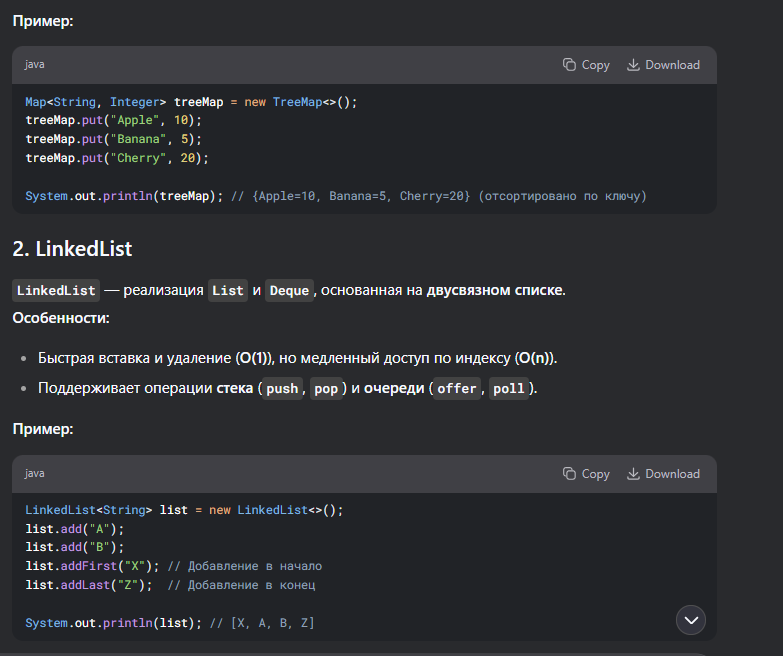 Пример:
java
Copy
Download
Map<String, Integer> treeMap = new TreeMap<>();
treeMap.put("Apple", 10);
treeMap.put("Banana", 5);
treeMap.put("Cherry", 20);
System.out.println(treeMap); // {Apple=10, Banana=5, Cherry=20} (отсортировано по ключу)
2. LinkedList
LinkedList — реализация List и Deque, основанная на двусвязном списке.
Особенности:
• Быстрая вставка и удаление (O(1)), но медленный доступ по индексу (O(n)).
• Поддерживает операции стека (push, pop) и очереди (offer, poll).
Пример:
java
Copy
Download
LinkedList<String> list = new LinkedList<>();
list.add("A");
list.add("B");
list.addFirst("X"); // Добавление в начало
list.addLast("Z");  // Добавление в конец
System.out.println(list); // [X, A, B, Z]